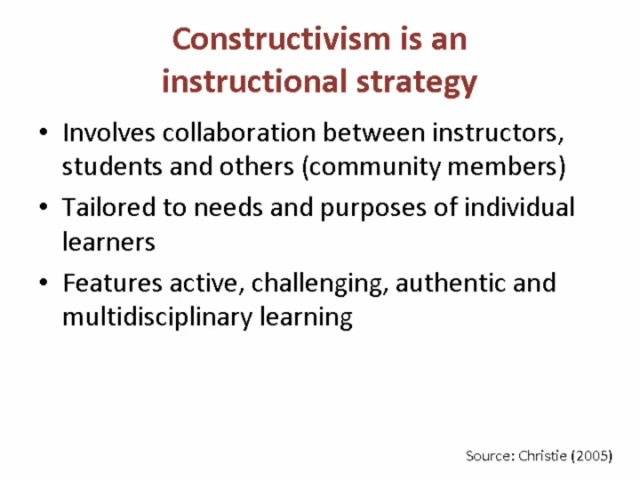 Constructivism is an
instructional strategy
• Involves collaboration between instructors,
students and others (community members)
• Tailored to needs and purposes of individual
learners
• Features active, challenging, authentic and
multidisciplinary learning
Source: Christie (2005)